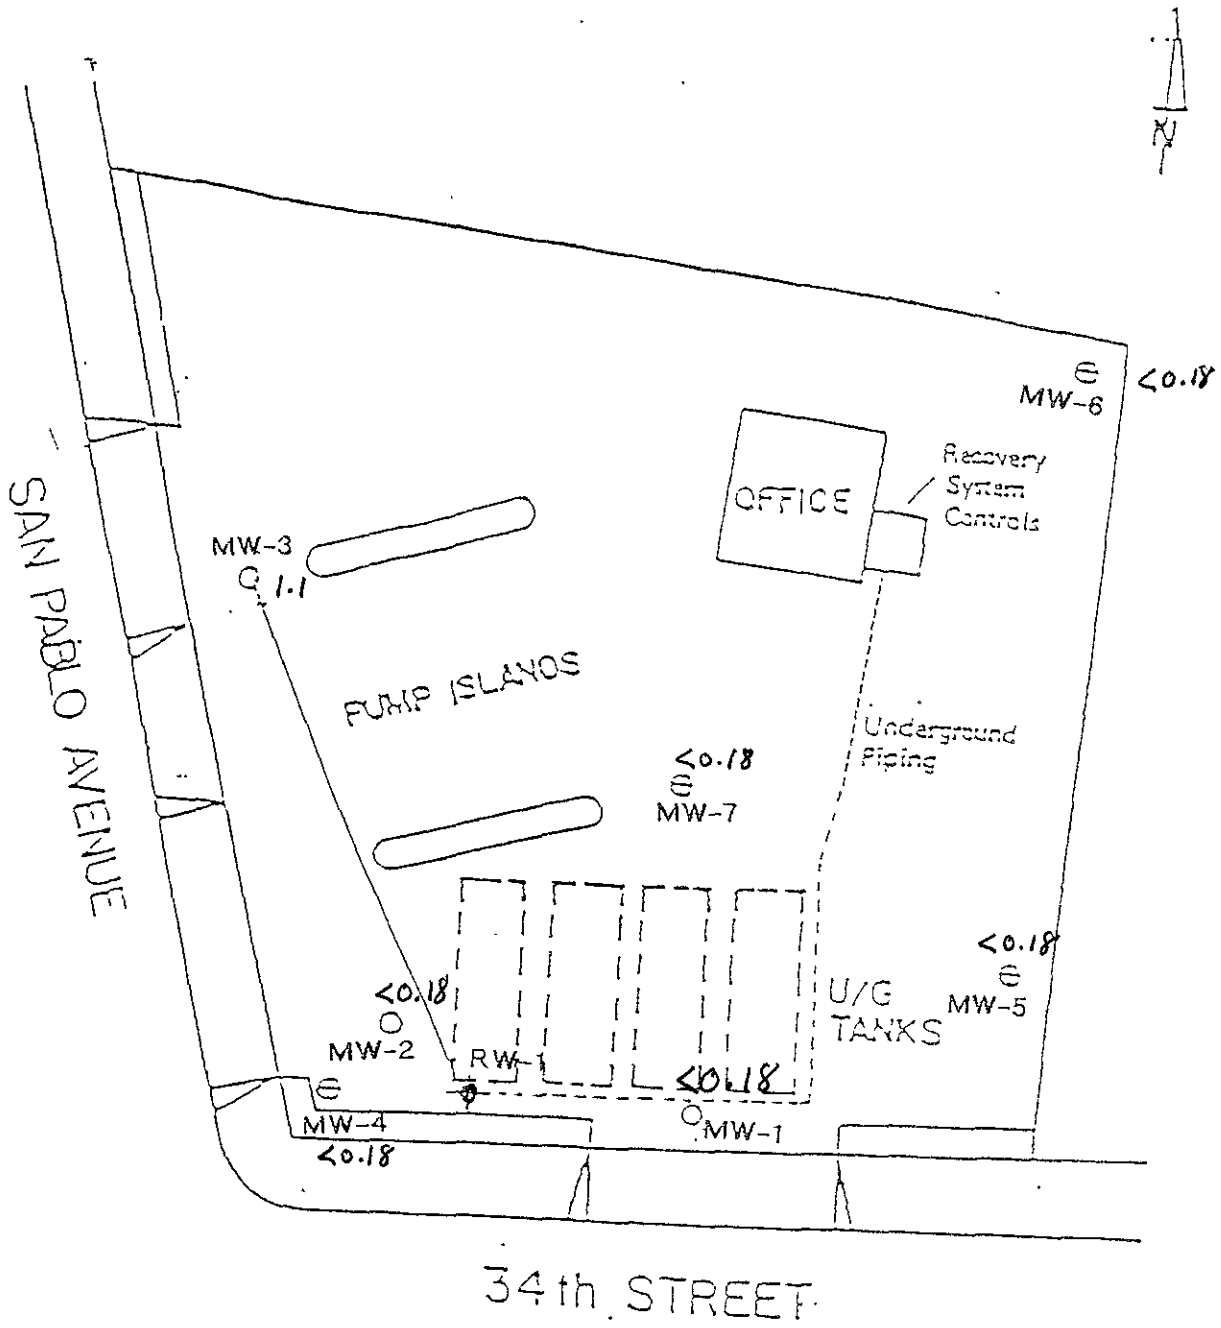 N
MW-6
<0.18
Recovery
System
Controls
OFFICE
MW-3
1.1
SAN PABLO AVENUE
PUMP ISLANDS
Underground
Piping
<0.18
MW-7
<0.18
MW-5
U/G
TANKS
<0.18
MW-2
RW-1
<0.18
MW-1
MW-4
<0.18
34th STREET